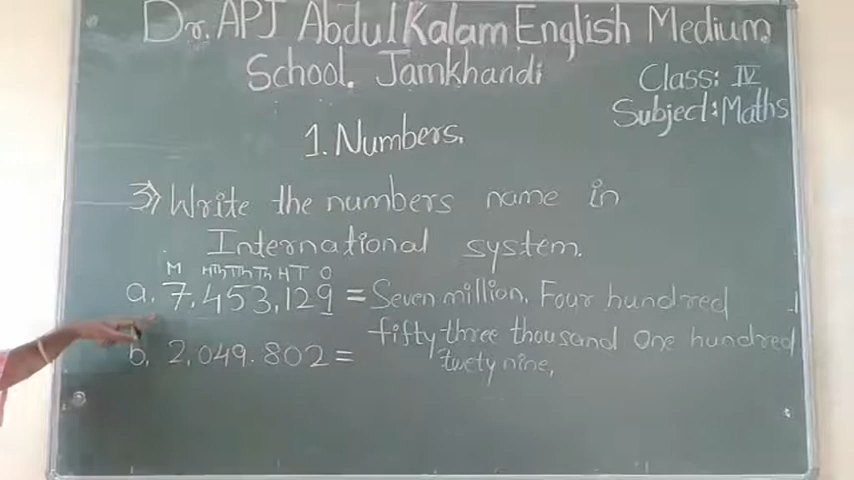 Dr. APJ Abdul Kalam English Medium
School. Jamkhandi
Class: IV
Subject: Maths
1. Numbers.
3) Write the numbers name in
International system.
M HTh TTh Th H T O
a. 7,453,129 = Seven million, Four hundred
fifty three thousand One hundred
twety nine,
b, 2,049,802 =